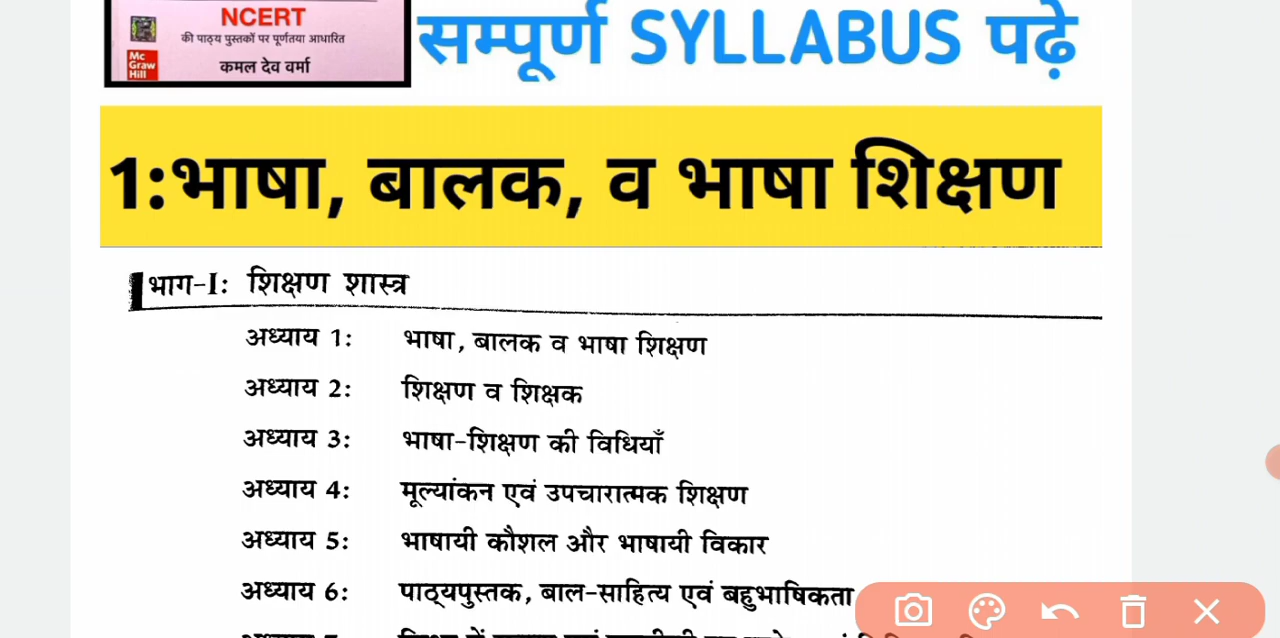 NCERT
की पाठ्य पुस्तकों पर पूर्णतया आधारित
Mc
Graw
Hill
कमल देव वर्मा
सम्पूर्ण SYLLABUS पढ़े
1:भाषा, बालक, व भाषा शिक्षण
भाग-I: शिक्षण शास्त्र
अध्याय 1: भाषा, बालक व भाषा शिक्षण
अध्याय 2: शिक्षण व शिक्षक
अध्याय 3: भाषा-शिक्षण की विधियाँ
अध्याय 4: मूल्यांकन एवं उपचारात्मक शिक्षण
अध्याय 5: भाषायी कौशल और भाषायी विकार
अध्याय 6: पाठ्यपुस्तक, बाल-साहित्य एवं बहुभाषिकता